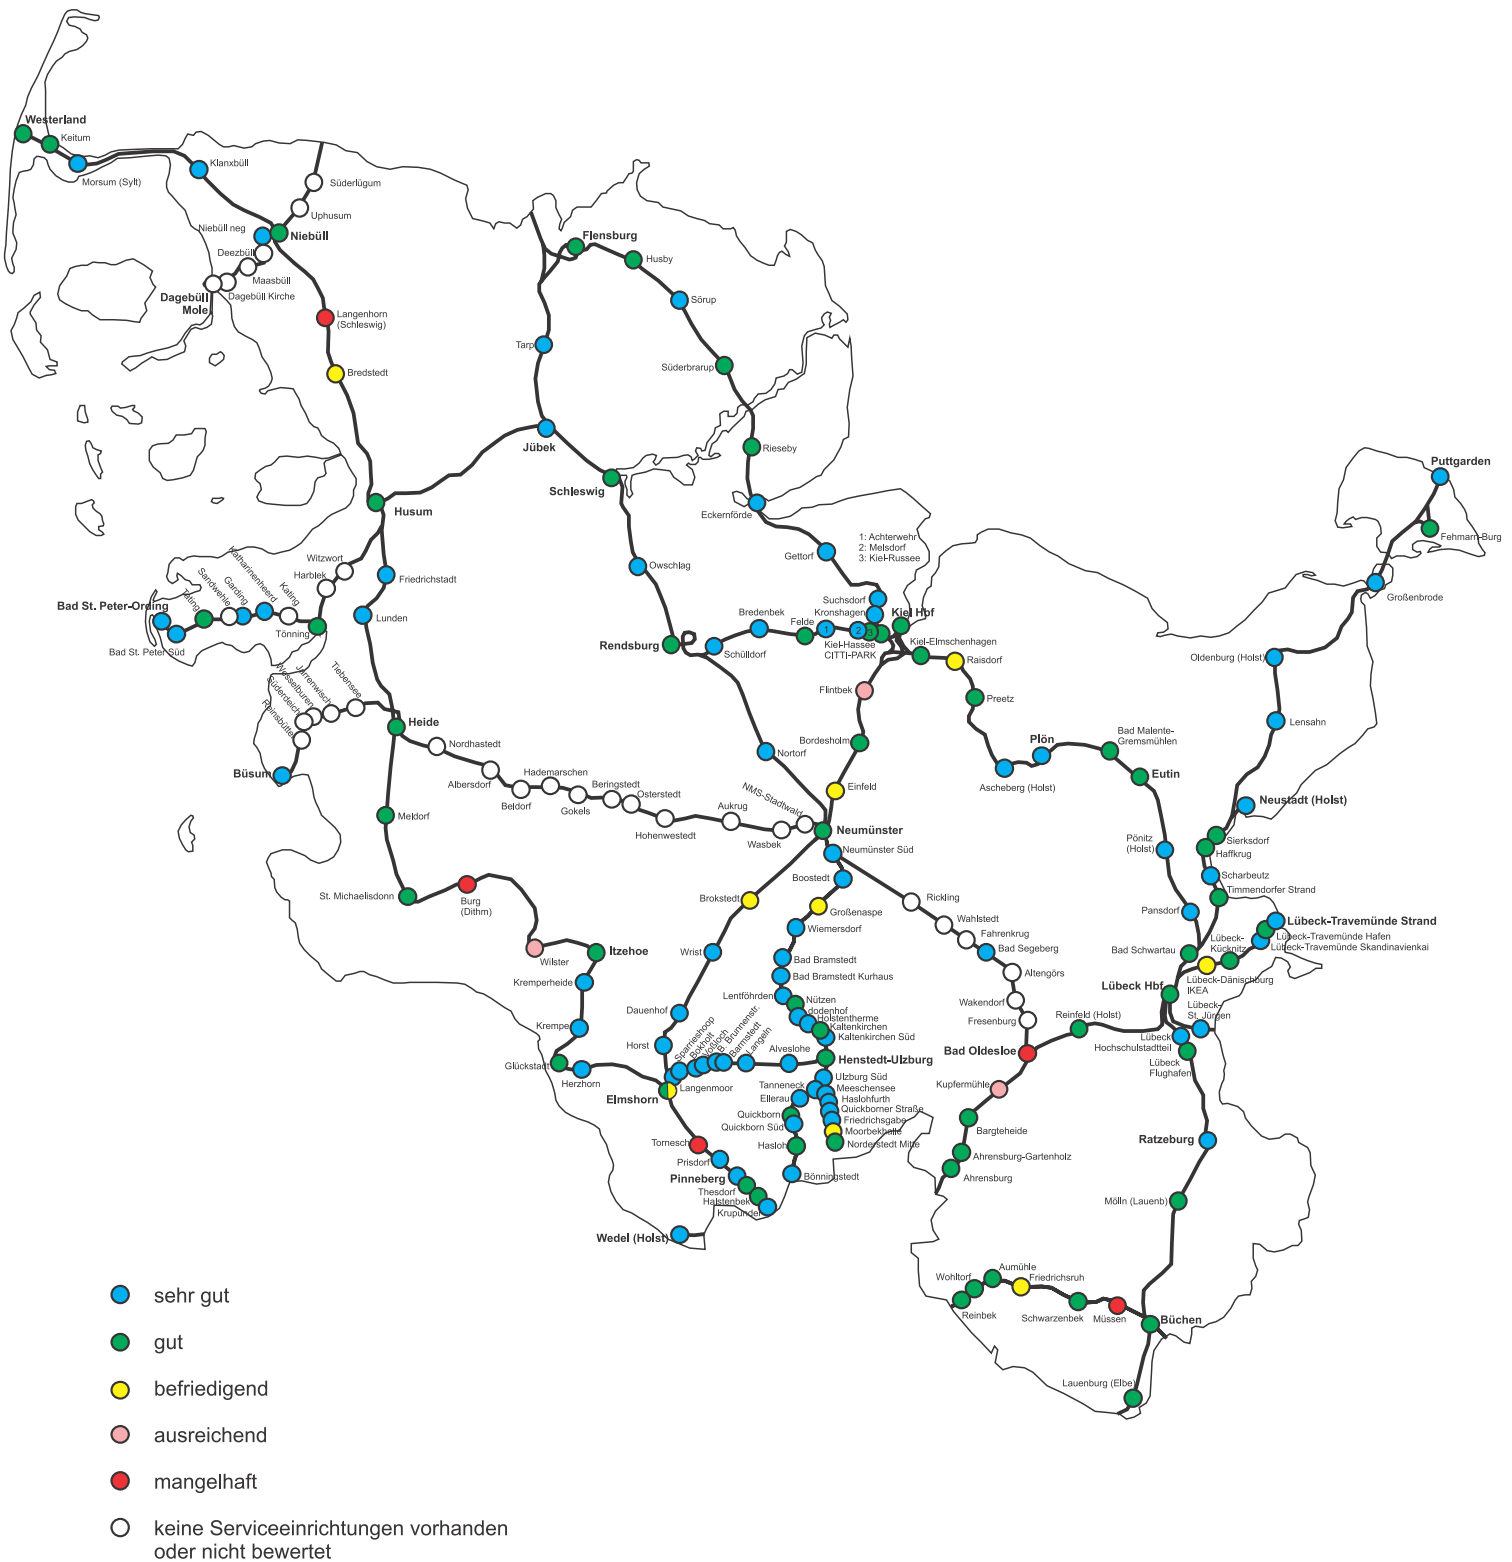 Westerland
Keitum
Morsum (Sylt)
Klanxbüll
Süderlügum
Uphusum
Niebüll neg
Niebüll
Deezbüll
Maasbüll
Dagebüll Kirche
Dagebüll
Mole
Langenhorn
(Schleswig)
Bredstedt
Flensburg
Husby
Sörup
Tarp
Süderbrarup
Jübek
Rieseby
Schleswig
Husum
Eckernförde
Puttgarden
Fehmarn-Burg
Großenbrode
1: Achterwehr
2: Melsdorf
3: Kiel-Russee
Gettorf
Witzwort
Harblek
Friedrichstadt
Owschlag
Katharinenheerd
Sandwehle
Garding
Kating
Tating
Bad St. Peter-Ording
Bad St. Peter Süd
Tönning
Lunden
Suchsdorf
Kronshagen
Kiel Hbf
Bredenbek
Felde
1
2
3
Kiel-Hassee
CITTI-PARK
Kiel-Elmschenhagen
Raisdorf
Rendsburg
Schülldorf
Oldenburg (Holst)
Tiebensee
Jarrenwisch
Wesselburen
Süderdeich
Reinsbüttel
Flintbek
Preetz
Heide
Lensahn
Nordhastedt
Nortorf
Bordesholm
Plön
Bad Malente-
Gremsmühlen
Büsum
Albersdorf
Hademarschen
Beldorf
Gokels
Beringstedt
Osterstedt
Hohenwestedt
Aukrug
Wasbek
NMS-Stadtwald
Einfeld
Ascheberg (Holst)
Eutin
Neustadt (Holst)
Meldorf
Neumünster
Neumünster Süd
Pönitz
(Holst)
Sierksdorf
Haffkrug
Scharbeutz
Timmendorfer Strand
St. Michaelisdonn
Burg
(Dithm)
Brokstedt
Boostedt
Großenaspe
Wiemersdorf
Rickling
Wahlstedt
Fahrenkrug
Bad Segeberg
Pansdorf
Lübeck-Travemünde Strand
Lübeck-Travemünde Hafen
Lübeck-Travemünde Skandinavienkai
Lübeck-
Kücknitz
Bad Schwartau
Wilster
Itzehoe
Wrist
Bad Bramstedt
Bad Bramstedt Kurhaus
Altengörs
Lübeck-Dänischburg
IKEA
Lübeck Hbf
Kremperheide
Lentföhrden
Nützen
dodenhof
Holstentherme
Kaltenkirchen
Kaltenkirchen Süd
Wakendorf
Fresenburg
Reinfeld (Holst)
Lübeck-
St. Jürgen
Dauenhof
Krempe
Horst
Lübeck
Hochschulstadtteil
Lübeck
Flughafen
Sparrieshoop
Bokholt
Voßloch
B. Brunnenstr.
Barmstedt
Langeln
Alveslohe
Henstedt-Ulzburg
Bad Oldesloe
Glückstadt
Herzhorn
Elmshorn
Langenmoor
Ulzburg Süd
Tanneneck
Meeschensee
Ellerau
Haslohfurth
Quickborner Straße
Quickborn
Friedrichsgabe
Quickborn Süd
Moorbekhalle
Norderstedt Mitte
Hasloh
Bönningstedt
Kupfermühle
Bargteheide
Ahrensburg-Gartenholz
Ahrensburg
Tornesch
Prisdorf
Pinneberg
Thesdorf
Halstenbek
Krupunder
Wedel (Holst)
Ratzeburg
Mölln (Lauenb)
Wohltorf
Aumühle
Friedrichsruh
Reinbek
Schwarzenbek
Müssen
Büchen
Lauenburg (Elbe)
sehr gut
gut
befriedigend
ausreichend
mangelhaft
keine Serviceeinrichtungen vorhanden
oder nicht bewertet